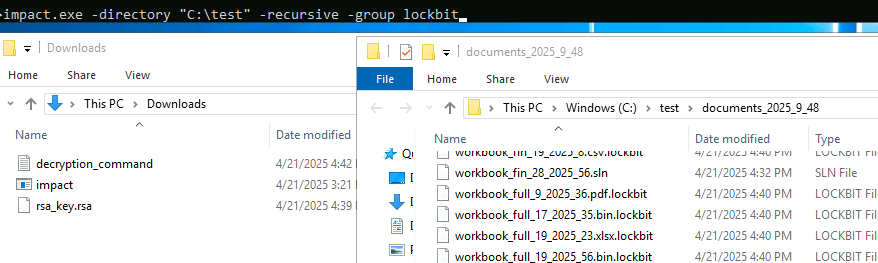 >impact.exe -directory "C:\test" -recursive -group lockbit
Downloads
Home Share View
This PC > Downloads
Name Date modified
decryption_command 4/21/2025 4:42
impact 4/21/2025 3:21
rsa_key.rsa 4/21/2025 4:39
documents_2025_9_48
File Home Share View
This PC > Windows (C:) > test > documents_2025_9_48
Name Date modified Type
workbook_fin_19_2025_8.csv.lockbit 4/21/2025 4:40 PM LOCKBIT Fil
workbook_fin_28_2025_56.sln 4/21/2025 4:32 PM SLN File
workbook_full_9_2025_36.pdf.lockbit 4/21/2025 4:40 PM LOCKBIT Fil
workbook_full_17_2025_35.bin.lockbit 4/21/2025 4:40 PM LOCKBIT Fil
workbook_full_19_2025_23.xlsx.lockbit 4/21/2025 4:40 PM LOCKBIT Fil
workbook_full_19_2025_56.bin.lockbit 4/21/2025 4:40 PM LOCKBIT Fil